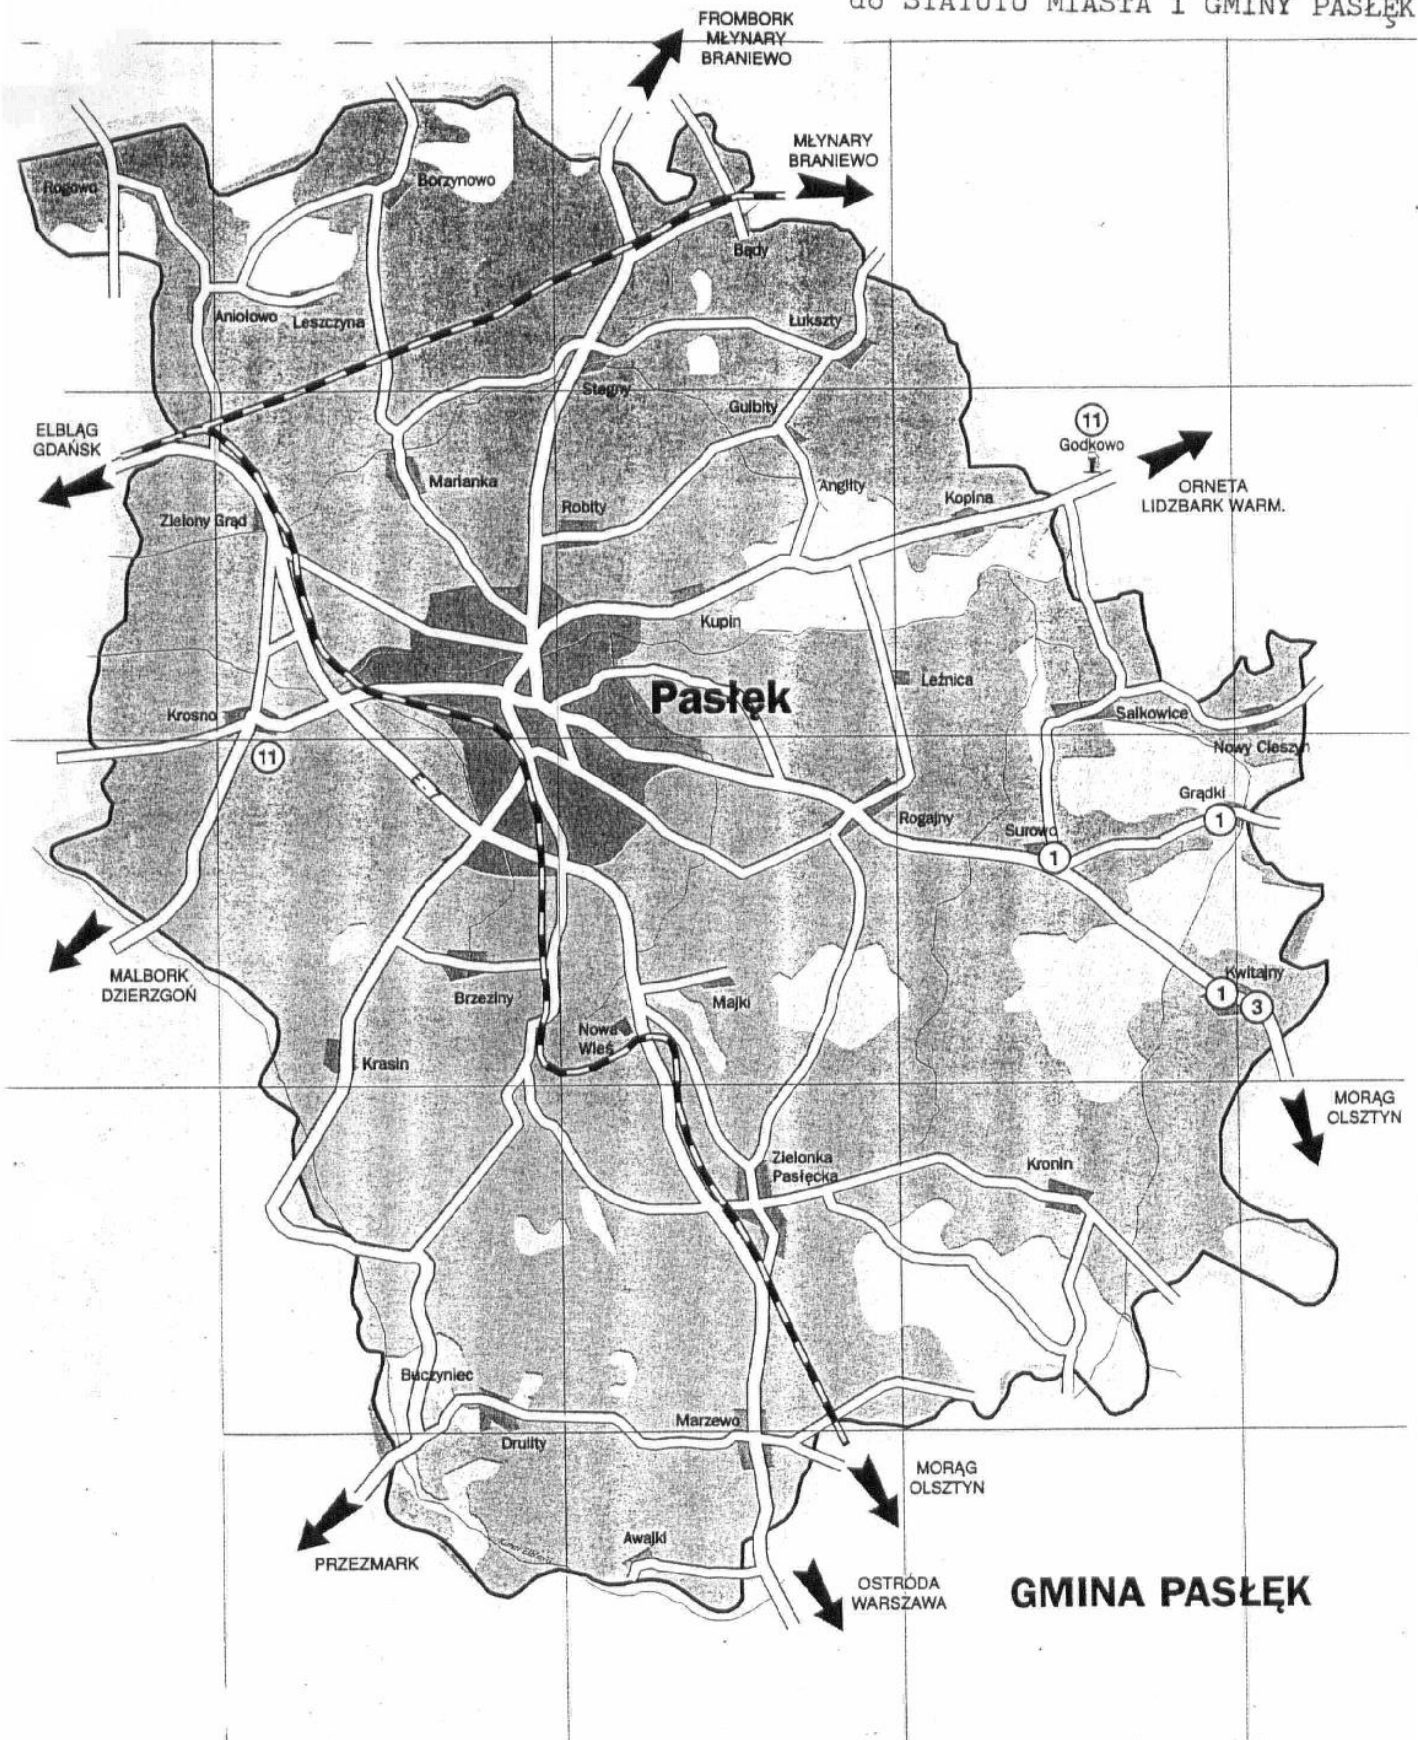 do STATUTU MIASTA I GMINY PASŁĘK
FROMBORK
MŁYNARY
BRANIEWO
MŁYNARY
BRANIEWO
Rogowo
Borzynowo
Bądy
Aniołowo
Leszczyna
Łukszty
Stegny
Gulbity
ELBLĄG
GDAŃSK
11
Godkowo
Marianka
Anglity
Kopina
ORNETA
LIDZBARK WARM.
Robity
Zielony Grąd
Kupin
Pasłęk
Leźnica
Krosno
Sałkowice
Nowy Cieszyn
11
Grądki
1
Rogajny
Surowo
1
MALBORK
DZIERZGOŃ
Brzeziny
Majki
Kwitajny
1
3
Nowa
Wieś
Krasin
MORĄG
OLSZTYN
Zielonka
Pasłęcka
Kronin
Buczyniec
Marzewo
Drulity
MORĄG
OLSZTYN
Awajki
PRZEZMARK
OSTRÓDA
WARSZAWA
GMINA PASŁĘK